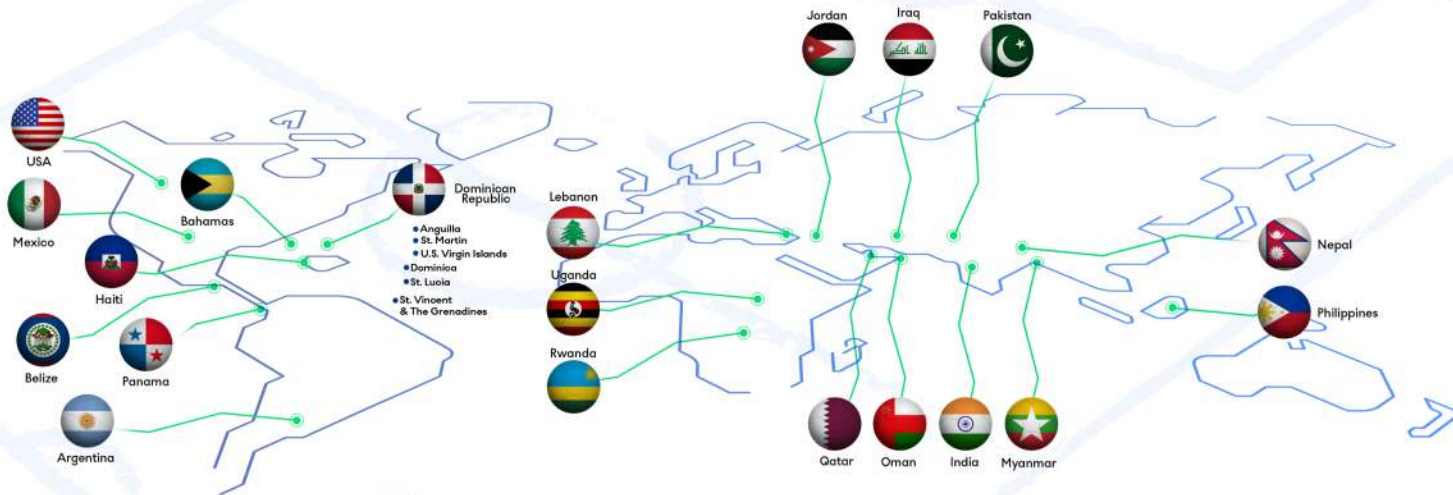 Jordan
Iraq
Pakistan
USA
Mexico
Bahamas
Haiti
Belize
Panama
Argentina
Dominican
Republic
Anguilla
St. Martin
U.S. Virgin Islands
Dominica
St. Lucia
St. Vincent
& The Grenadines
Lebanon
Uganda
Rwanda
Qatar
Oman
India
Myanmar
Nepal
Philippines